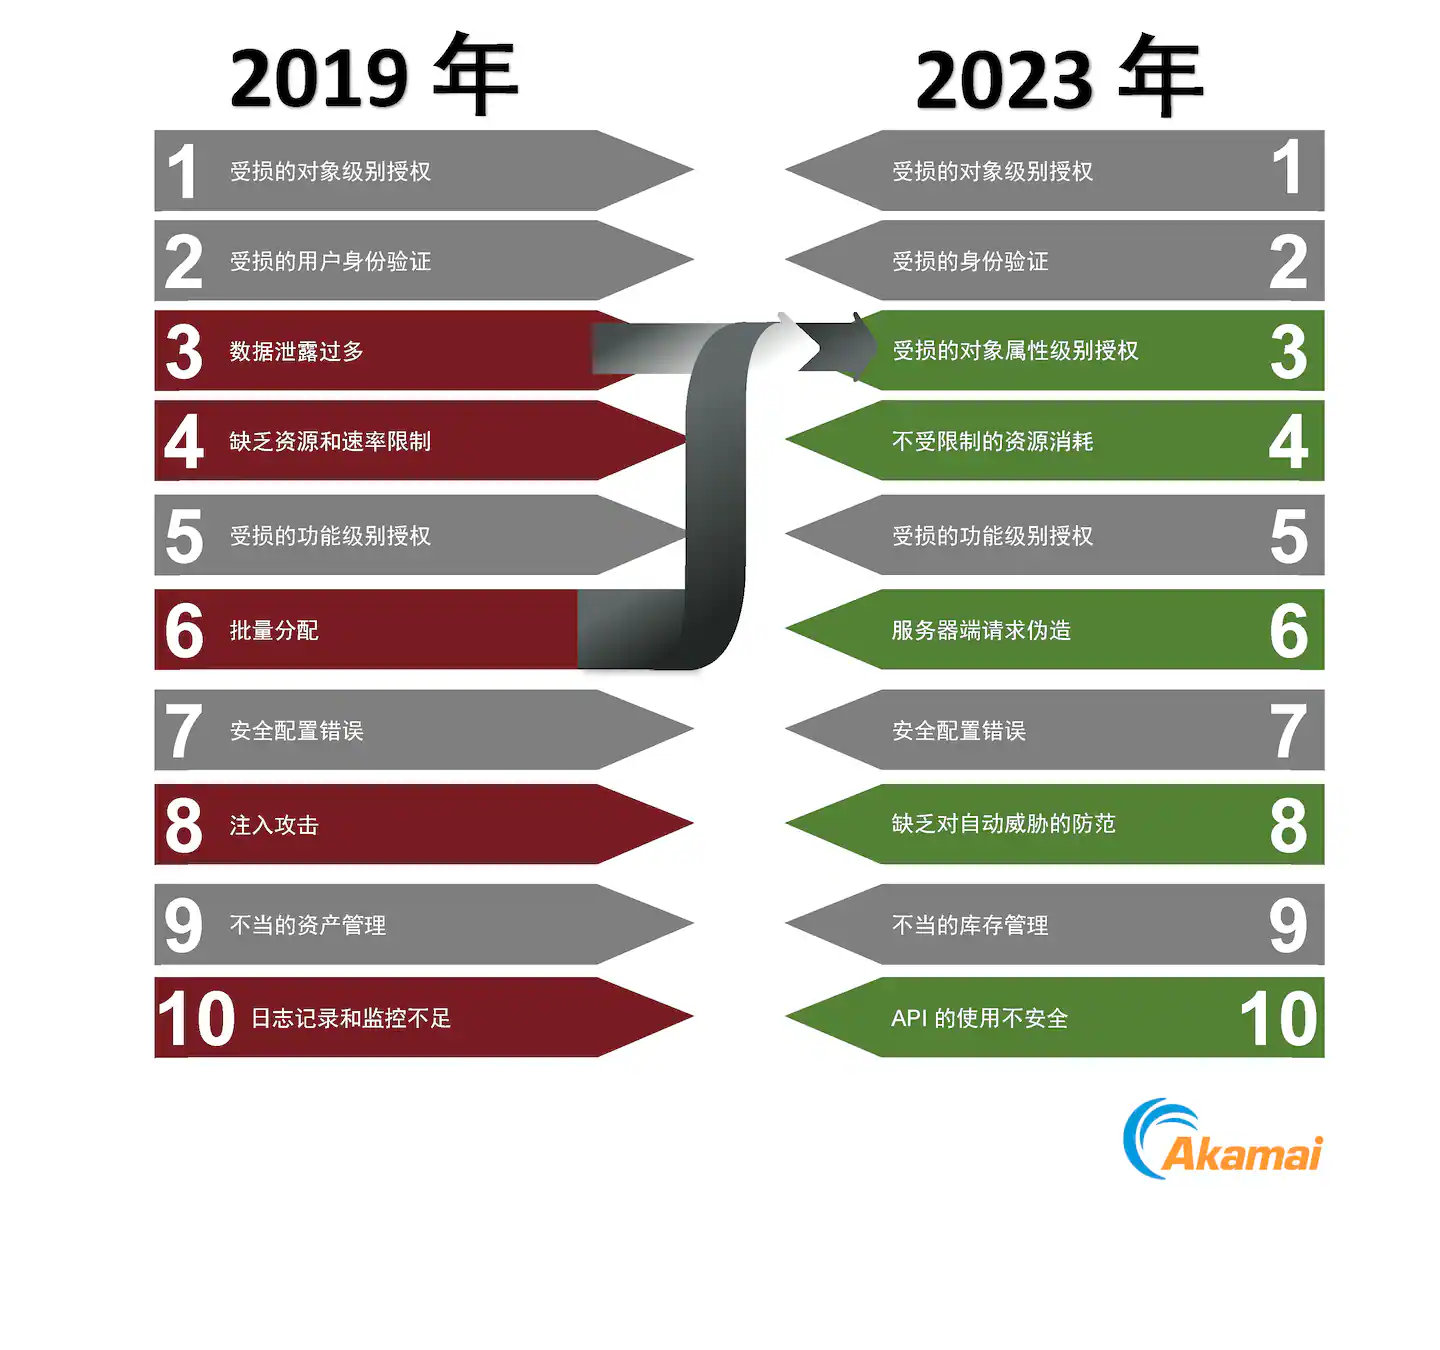 2019 年
2023 年
1 受损的对象级别授权
受损的对象级别授权 1
2 受损的用户身份验证
受损的身份验证 2
3 数据泄露过多
受损的对象属性级别授权 3
4 缺乏资源和速率限制
不受限制的资源消耗 4
5 受损的功能级别授权
受损的功能级别授权 5
6 批量分配
服务器端请求伪造 6
7 安全配置错误
安全配置错误 7
8 注入攻击
缺乏对自动威胁的防范 8
9 不当的资产管理
不当的库存管理 9
10 日志记录和监控不足
API 的使用不安全 10
Akamai